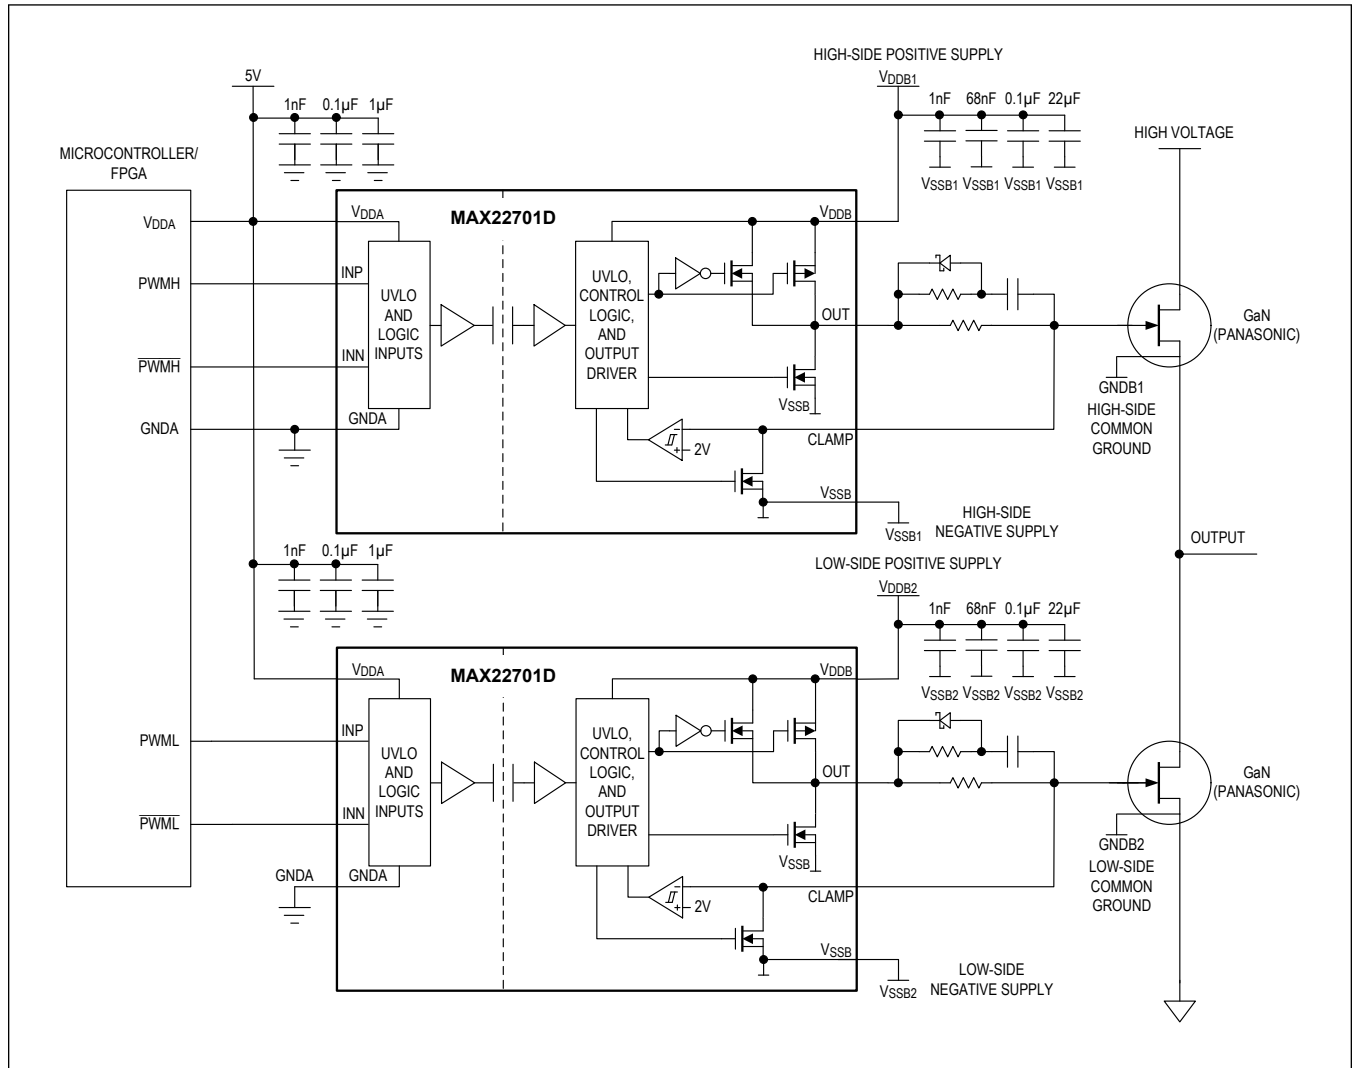 HIGH-SIDE POSITIVE SUPPLY
5V
VDDB1
1nF 0.1µF 1µF
1nF 68nF 0.1µF 22µF
HIGH VOLTAGE
MICROCONTROLLER/
FPGA
VSSB1 VSSB1 VSSB1 VSSB1
VDDA
VDDA
MAX22701D
VDDB
PWMH
INP
UVLO
AND
LOGIC
INPUTS
UVLO,
CONTROL
LOGIC,
AND
OUTPUT
DRIVER
OUT
GaN
(PANASONIC)
PWMH
INN
VSSB
GNDB1
HIGH-SIDE
COMMON
GROUND
GNDA
GNDA
CLAMP
- 
+
2V
VSSB
HIGH-SIDE
NEGATIVE SUPPLY
VSSB1
OUTPUT
1nF 0.1µF 1µF
LOW-SIDE POSITIVE SUPPLY
VDDB2
1nF 68nF 0.1µF 22µF
VSSB2 VSSB2 VSSB2 VSSB2
VDDA
MAX22701D
VDDB
PWML
INP
UVLO
AND
LOGIC
INPUTS
UVLO,
CONTROL
LOGIC,
AND
OUTPUT
DRIVER
OUT
GaN
(PANASONIC)
PWML
INN
VSSB
GNDB2
LOW-SIDE
COMMON
GROUND
GNDA
GNDA
CLAMP
-
+
2V
VSSB
LOW-SIDE
NEGATIVE SUPPLY
VSSB2